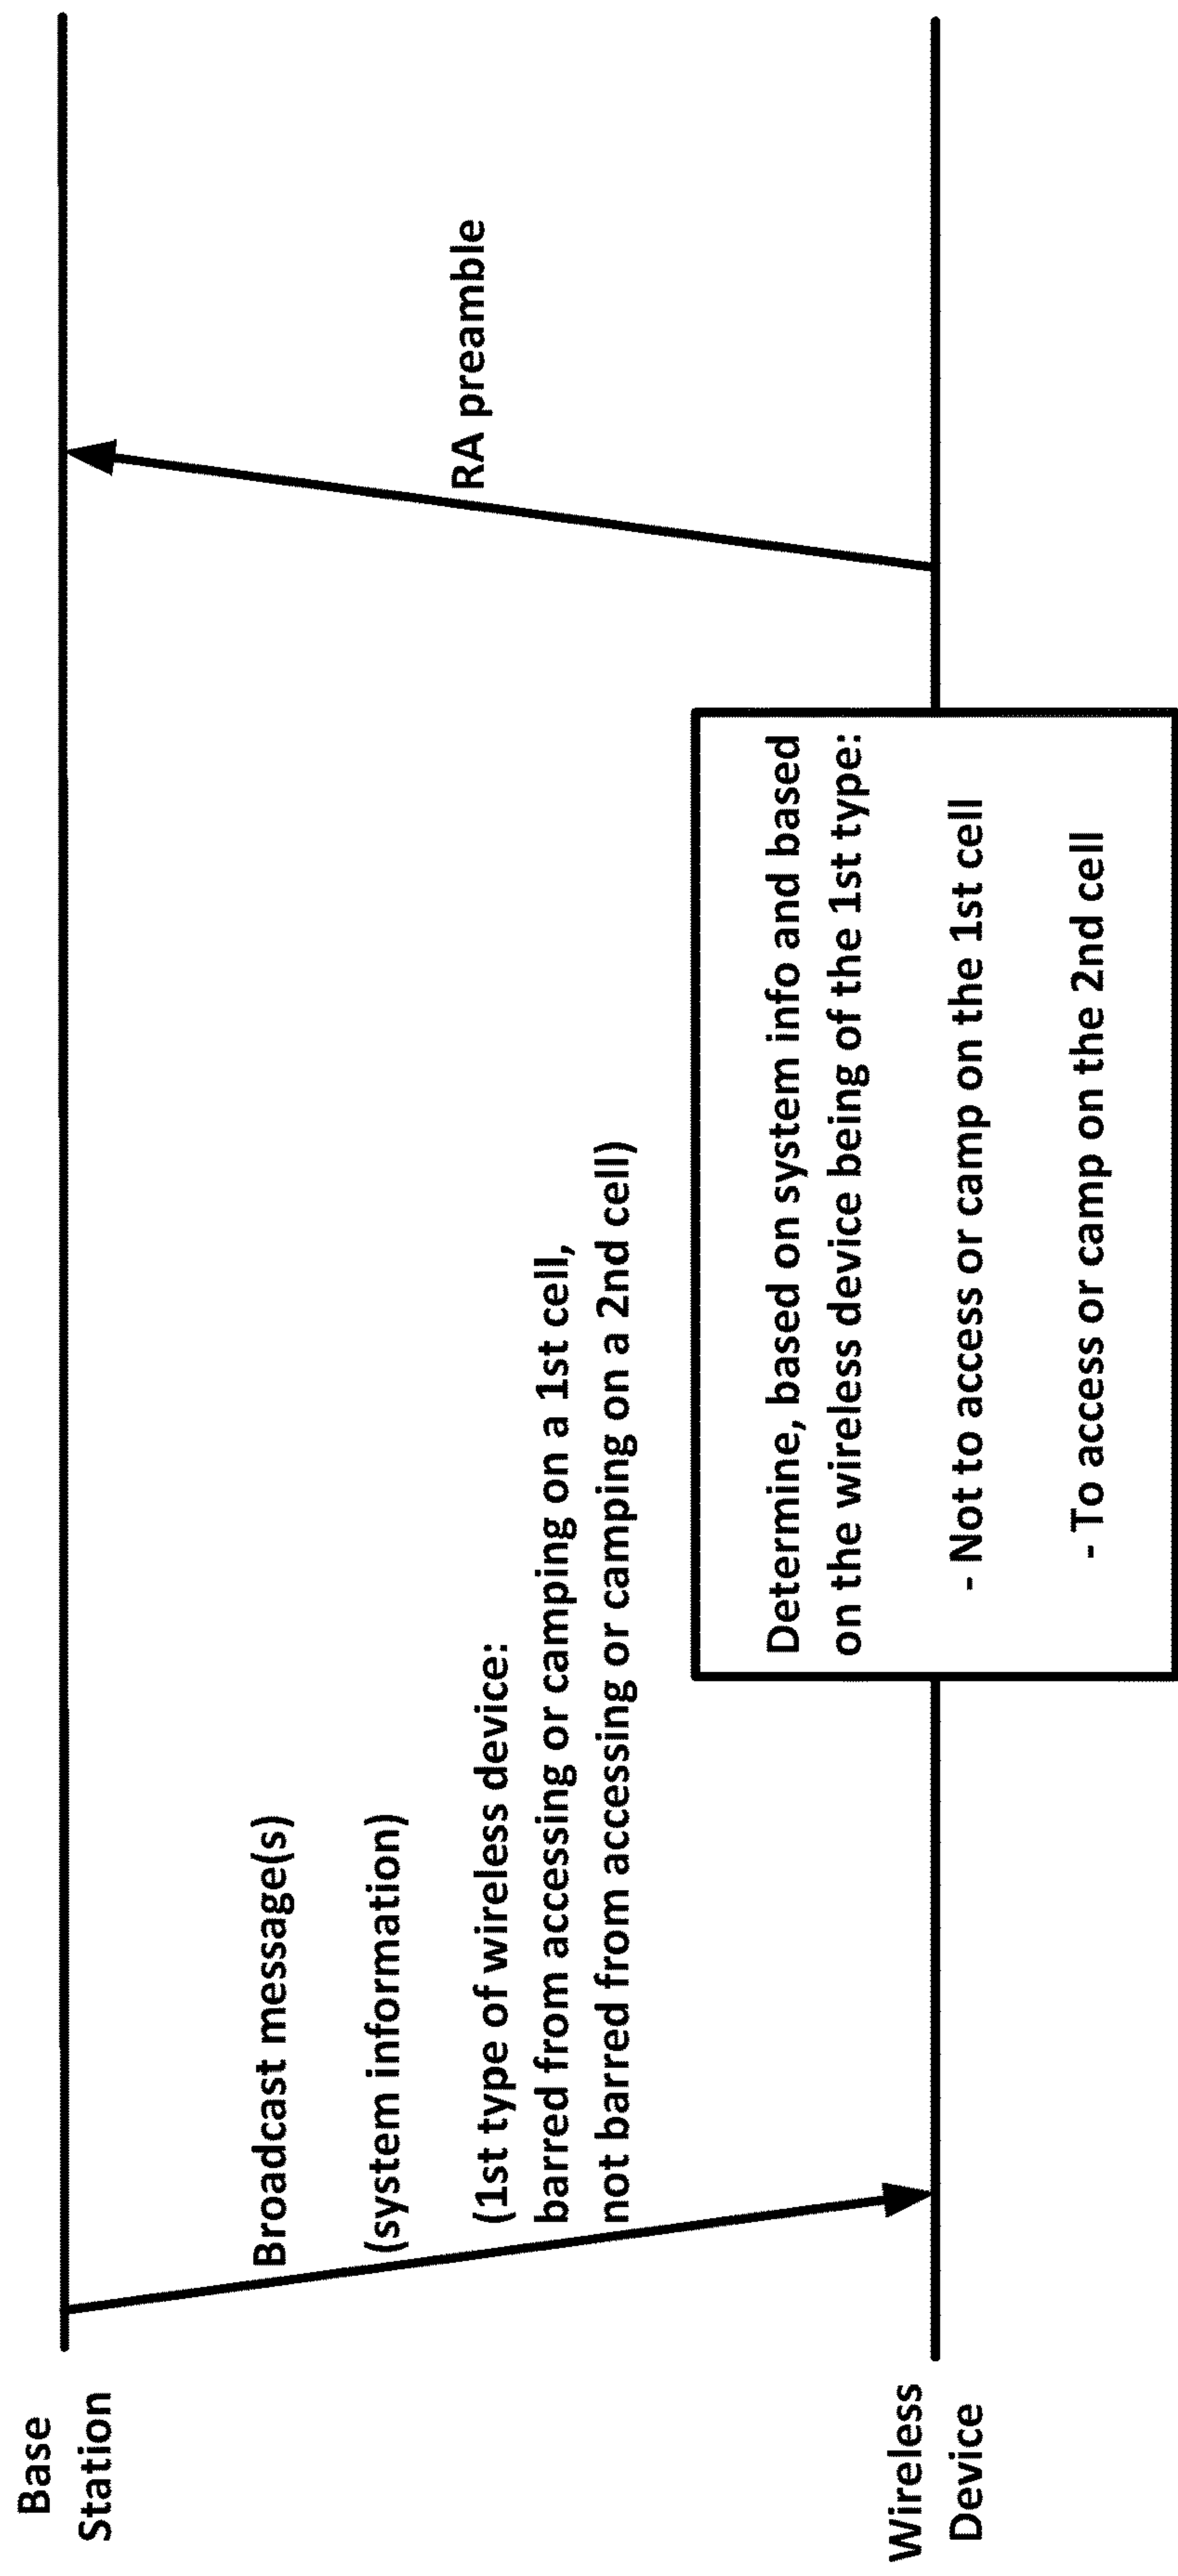 Base
Station
Broadcast message(s)
(system information)
(1st type of wireless device:
barred from accessing or camping on a 1st cell,
not barred from accessing or camping on a 2nd cell)
RA preamble
Determine, based on system info and based
on the wireless device being of the 1st type:
- Not to access or camp on the 1st cell
- To access or camp on the 2nd cell
Wireless
Device